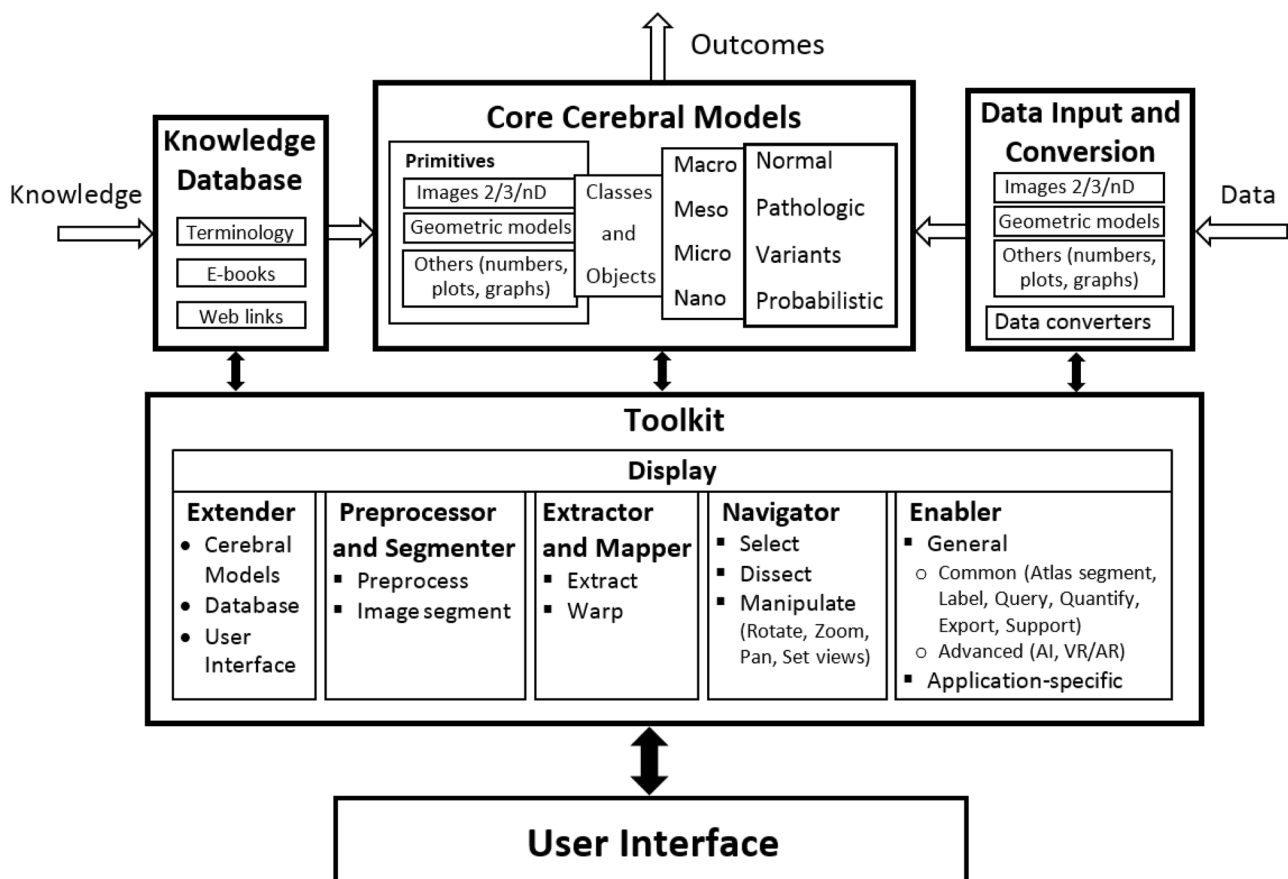 Outcomes
Knowledge
Knowledge
Database
Terminology
E-books
Web links
Core Cerebral Models
Primitives
Images 2/3/nD
Geometric models
Others (numbers,
plots, graphs)
Classes
and
Objects
Macro
Meso
Micro
Nano
Normal
Pathologic
Variants
Probabilistic
Data Input and
Conversion
Images 2/3/nD
Geometric models
Others (numbers,
plots, graphs)
Data converters
Data
Toolkit
Display
Extender
• Cerebral
Models
• Database
• User
Interface
Preprocessor
and Segmenter
▪ Preprocess
▪ Image segment
Extractor
and Mapper
▪ Extract
▪ Warp
Navigator
▪ Select
▪ Dissect
▪ Manipulate
(Rotate, Zoom,
Pan, Set views)
Enabler
▪ General
o Common (Atlas segment,
Label, Query, Quantify,
Export, Support)
o Advanced (AI, VR/AR)
▪ Application-specific
User Interface